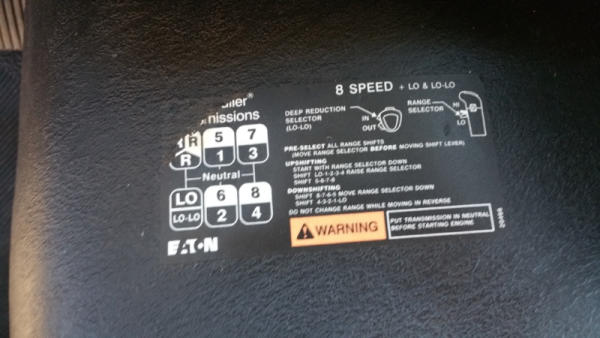 8 SPEED + LO & LO-LO
DEEP REDUCTION
SELECTOR
(LO-LO)
IN
OUT
RANGE
SELECTOR
HI
LO
R
R
5
1
7
3
Neutral
LO
LO-LO
6
2
8
4
PRE-SELECT ALL RANGE SHIFTS
(MOVE RANGE SELECTOR BEFORE MOVING SHIFT LEVER)
UPSHIFTING
START WITH RANGE SELECTOR DOWN
SHIFT LO-1-2-3-4 RAISE RANGE SELECTOR
SHIFT 5-6-7-8
DOWNSHIFTING
SHIFT 8-7-6-5 MOVE RANGE SELECTOR DOWN
SHIFT 4-3-2-1-LO
DO NOT CHANGE RANGE WHILE MOVING IN REVERSE
EATON
WARNING
PUT TRANSMISSION IN NEUTRAL
BEFORE STARTING ENGINE